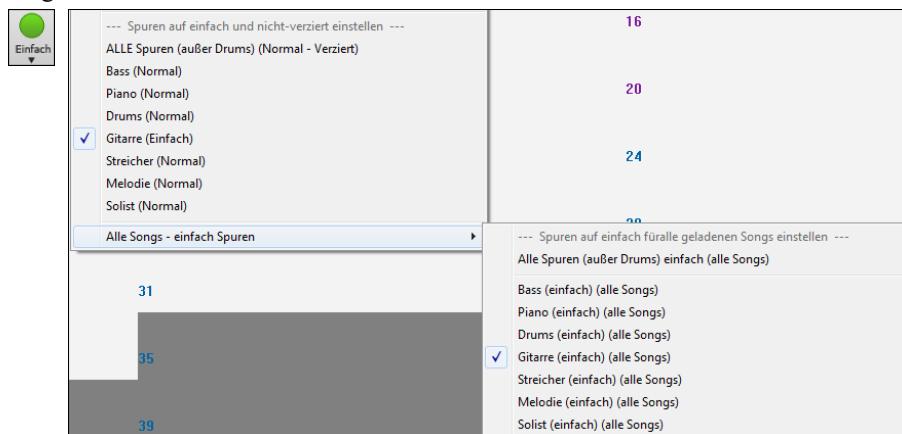 Einfach
--- Spuren auf einfach und nicht-verziert einstellen ---
ALLE Spuren (außer Drums) (Normal - Verziert)
Bass (Normal)
Piano (Normal)
Drums (Normal)
Gitarre (Einfach)
Streicher (Normal)
Melodie (Normal)
Solist (Normal)
Alle Songs - einfach Spuren
16
20
24
--- Spuren auf einfach füralle geladenen Songs einstellen ---
Alle Spuren (außer Drums) einfach (alle Songs)
Bass (einfach) (alle Songs)
Piano (einfach) (alle Songs)
Drums (einfach) (alle Songs)
Gitarre (einfach) (alle Songs)
Streicher (einfach) (alle Songs)
Melodie (einfach) (alle Songs)
Solist (einfach) (alle Songs)
31
35
39